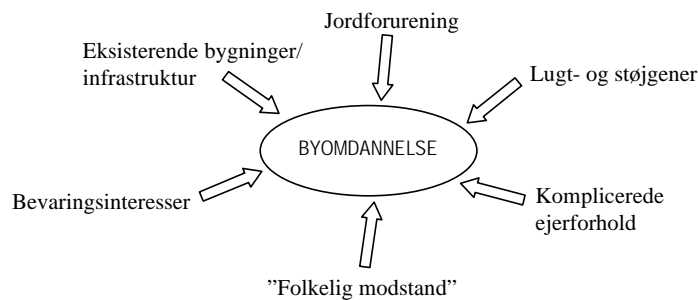 Jordforurening
Eksisterende bygninger/
infrastruktur
Lugt- og støjgener
BYOMDANNELSE
Bevaringsinteresser
Komplicerede
ejerforhold
”Folkelig modstand”